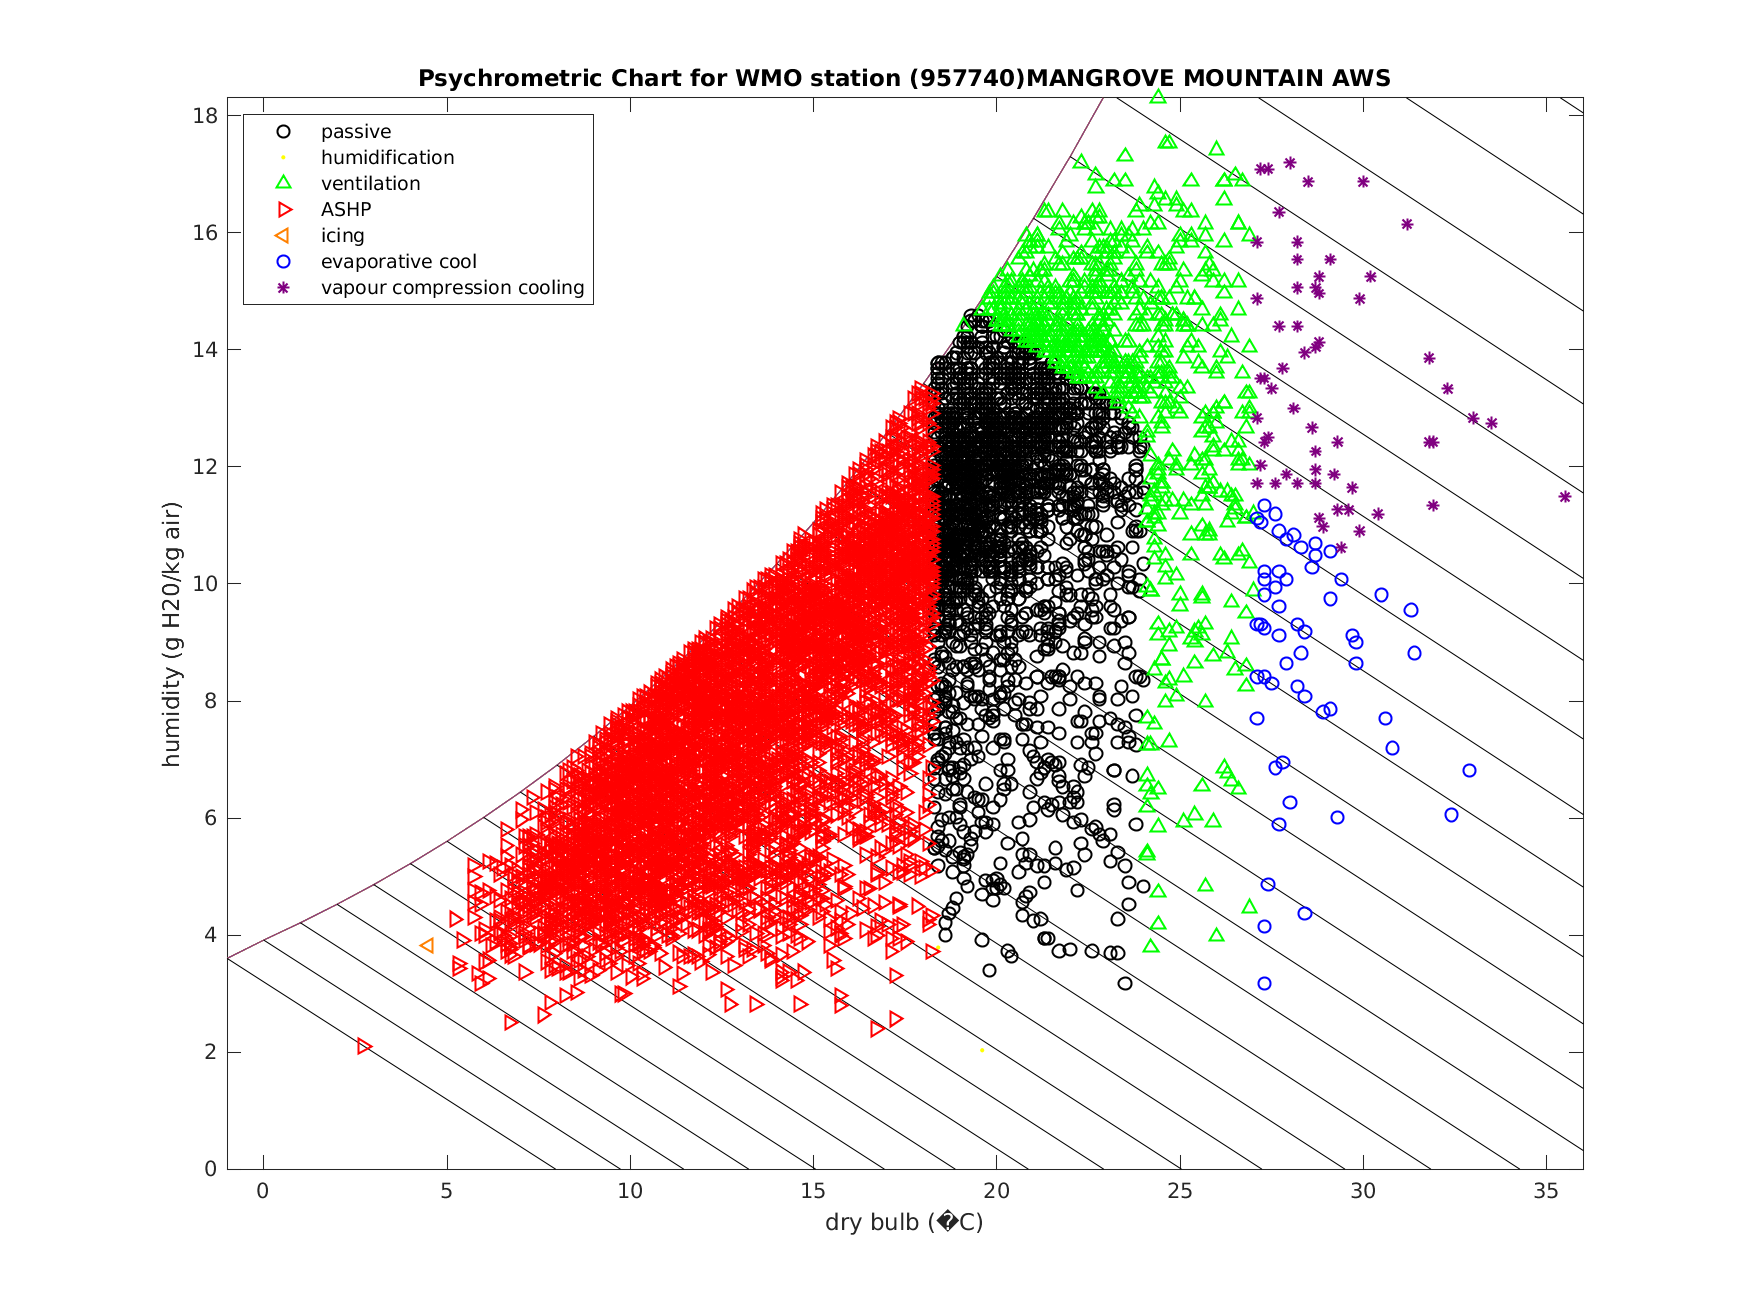 Psychrometric Chart for WMO station (957740)MANGROVE MOUNTAIN AWS
passive
humidification
ventilation
ASHP
icing
evaporative cool
vapour compression cooling
humidity (g H20/kg air)
18
16
14
12
10
8
6
4
2
0
0 5 10 15 20 25 30 35
dry bulb (�C)